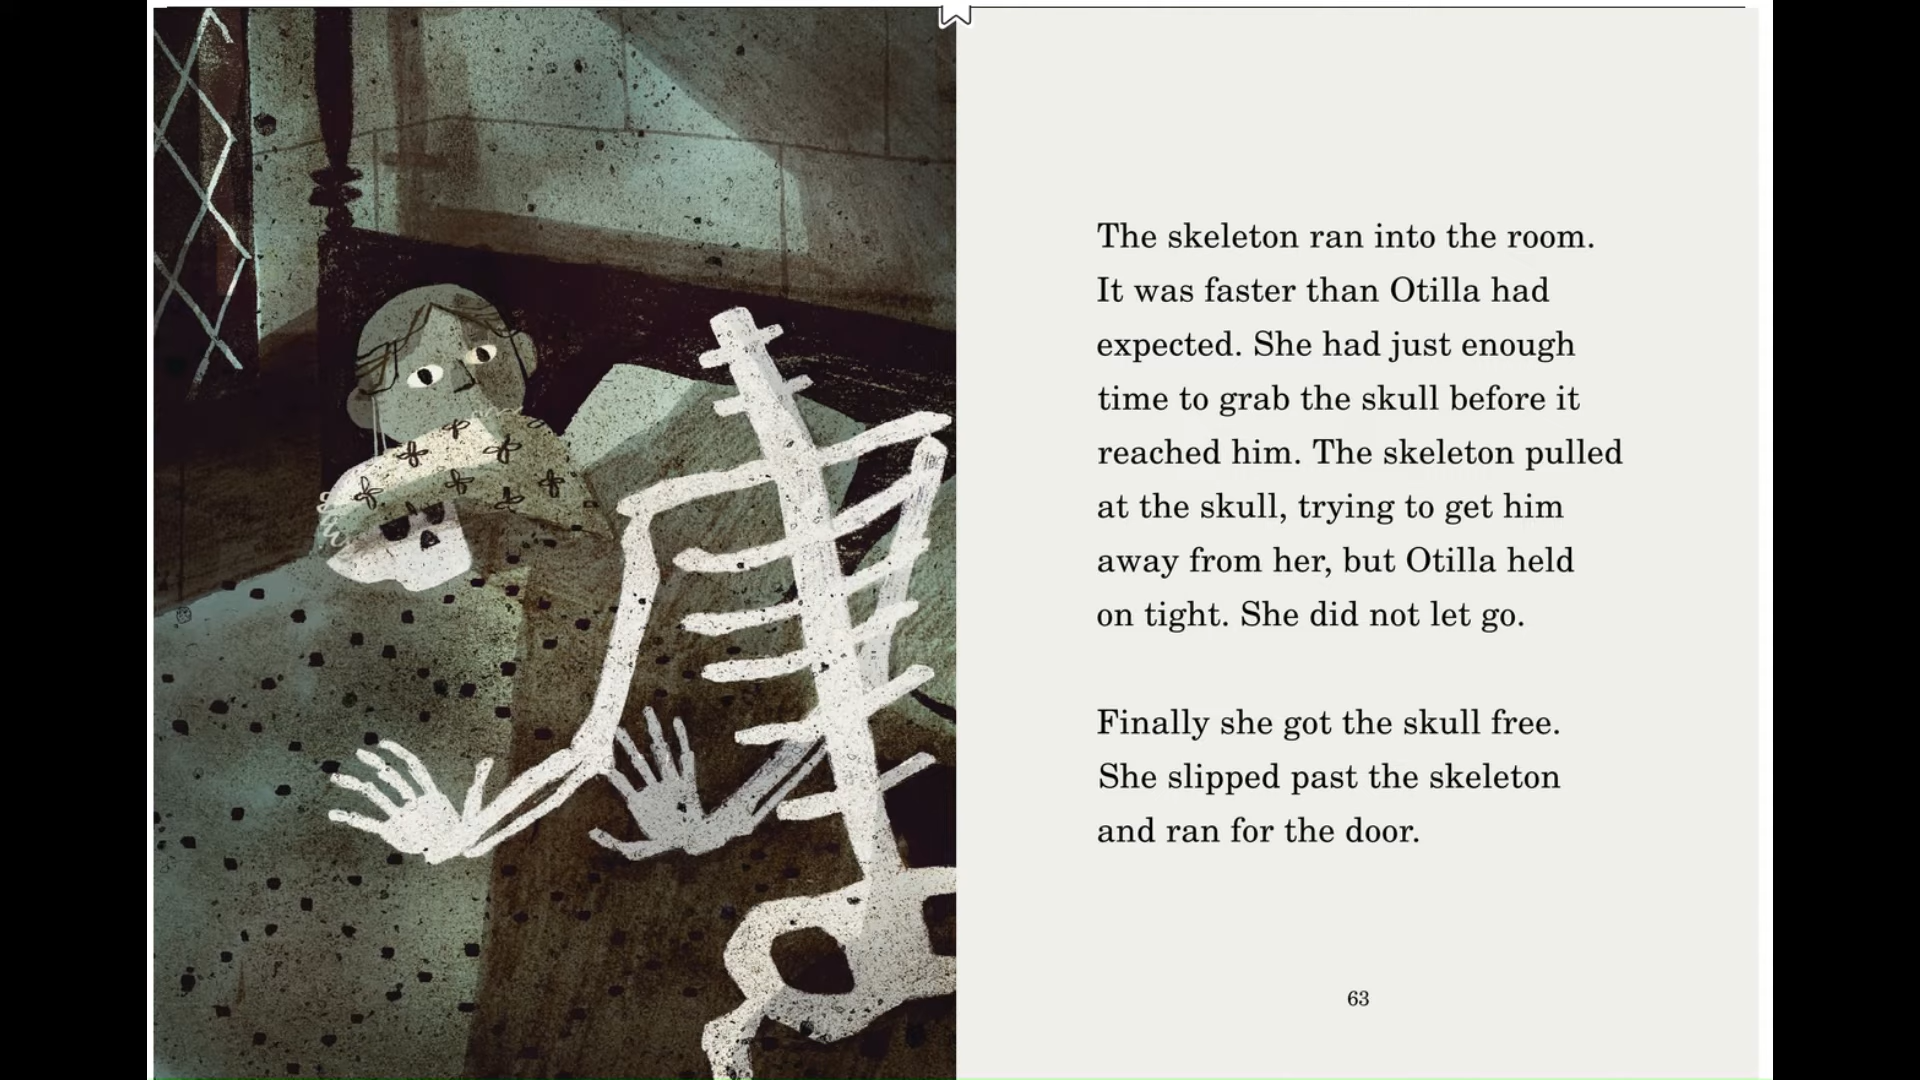 The skeleton ran into the room.
It was faster than Otilla had
expected. She had just enough
time to grab the skull before it
reached him. The skeleton pulled
at the skull, trying to get him
away from her, but Otilla held
on tight. She did not let go.
Finally she got the skull free.
She slipped past the skeleton
and ran for the door.
63